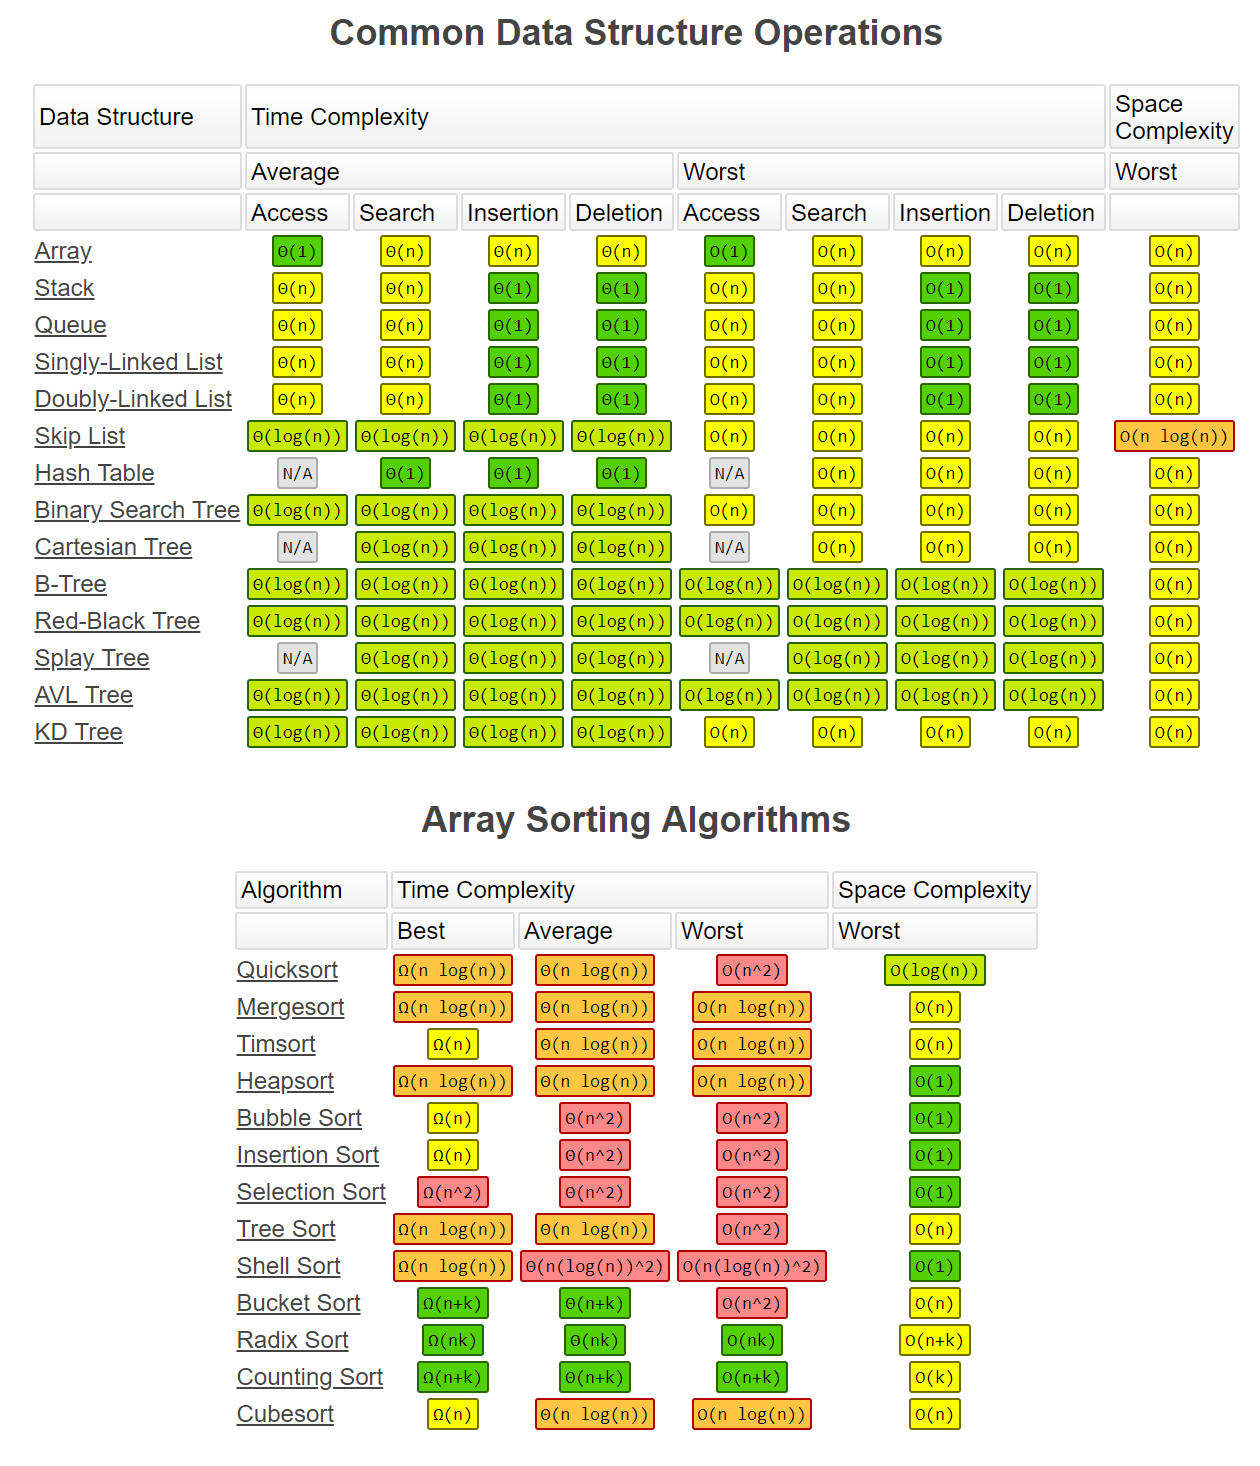 Common Data Structure Operations
Data Structure Time Complexity Space Complexity
Average Worst Worst
Access Search Insertion Deletion Access Search Insertion Deletion
Array Θ(1) Θ(n) Θ(n) Θ(n) O(1) O(n) O(n) O(n) O(n)
Stack Θ(n) Θ(n) Θ(1) Θ(1) O(n) O(n) O(1) O(1) O(n)
Queue Θ(n) Θ(n) Θ(1) Θ(1) O(n) O(n) O(1) O(1) O(n)
Singly-Linked List Θ(n) Θ(n) Θ(1) Θ(1) O(n) O(n) O(1) O(1) O(n)
Doubly-Linked List Θ(n) Θ(n) Θ(1) Θ(1) O(n) O(n) O(1) O(1) O(n)
Skip List Θ(log(n)) Θ(log(n)) Θ(log(n)) Θ(log(n)) O(n) O(n) O(n) O(n) O(n log(n))
Hash Table N/A Θ(1) Θ(1) Θ(1) N/A O(n) O(n) O(n) O(n)
Binary Search Tree Θ(log(n)) Θ(log(n)) Θ(log(n)) Θ(log(n)) O(n) O(n) O(n) O(n) O(n)
Cartesian Tree N/A Θ(log(n)) Θ(log(n)) Θ(log(n)) N/A O(n) O(n) O(n) O(n)
B-Tree Θ(log(n)) Θ(log(n)) Θ(log(n)) Θ(log(n)) O(log(n)) O(log(n)) O(log(n)) O(log(n)) O(n)
Red-Black Tree Θ(log(n)) Θ(log(n)) Θ(log(n)) Θ(log(n)) O(log(n)) O(log(n)) O(log(n)) O(log(n)) O(n)
Splay Tree N/A Θ(log(n)) Θ(log(n)) Θ(log(n)) N/A O(log(n)) O(log(n)) O(log(n)) O(n)
AVL Tree Θ(log(n)) Θ(log(n)) Θ(log(n)) Θ(log(n)) O(log(n)) O(log(n)) O(log(n)) O(log(n)) O(n)
KD Tree Θ(log(n)) Θ(log(n)) Θ(log(n)) Θ(log(n)) O(n) O(n) O(n) O(n) O(n)
Array Sorting Algorithms
Algorithm Time Complexity Space Complexity
Best Average Worst Worst
Quicksort Ω(n log(n)) Θ(n log(n)) O(n^2) O(log(n))
Mergesort Ω(n log(n)) Θ(n log(n)) O(n log(n)) O(n)
Timsort Ω(n) Θ(n log(n)) O(n log(n)) O(n)
Heapsort Ω(n log(n)) Θ(n log(n)) O(n log(n)) O(1)
Bubble Sort Ω(n) Θ(n^2) O(n^2) O(1)
Insertion Sort Ω(n) Θ(n^2) O(n^2) O(1)
Selection Sort Ω(n^2) Θ(n^2) O(n^2) O(1)
Tree Sort Ω(n log(n)) Θ(n log(n)) O(n^2) O(n)
Shell Sort Ω(n log(n)) Θ(n(log(n))^2) O(n(log(n))^2) O(1)
Bucket Sort Ω(n+k) Θ(n+k) O(n^2) O(n)
Radix Sort Ω(nk) Θ(nk) O(nk) O(n+k)
Counting Sort Ω(n+k) Θ(n+k) O(n+k) O(k)
Cubesort Ω(n) Θ(n log(n)) O(n log(n)) O(n)